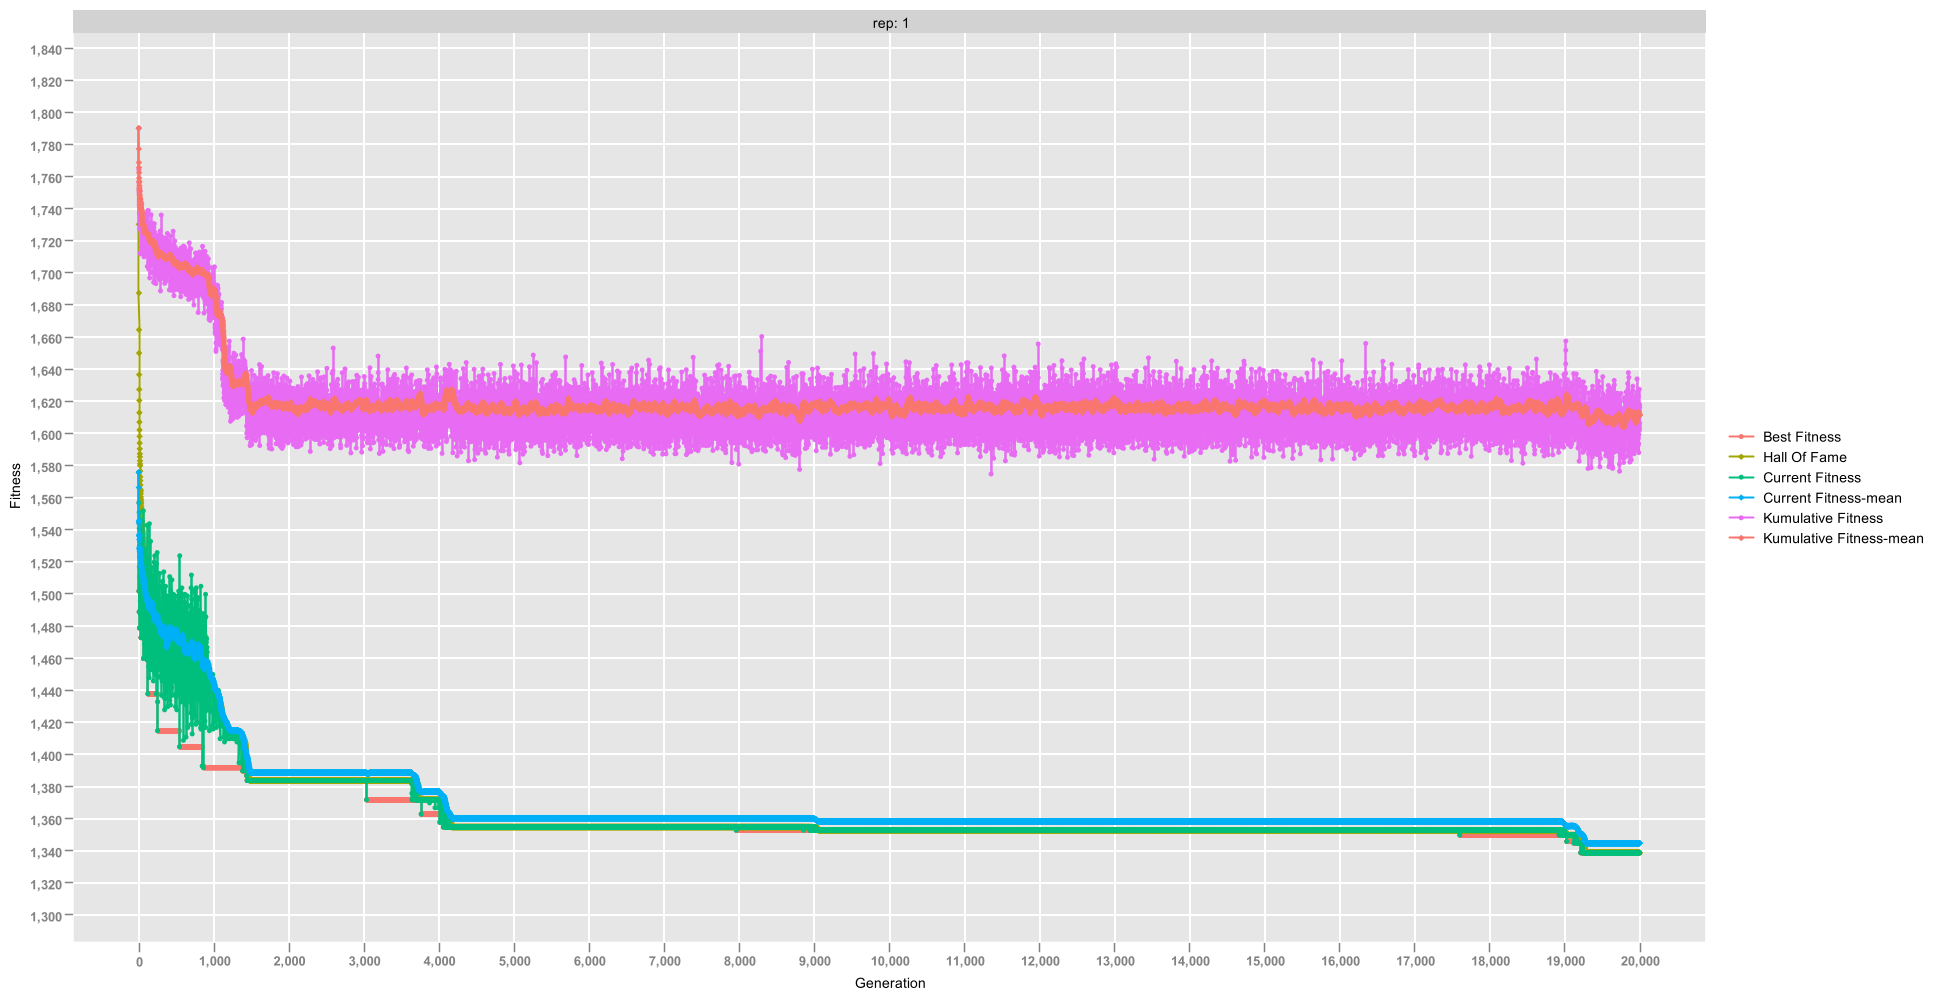 rep: 1
1,840
1,820
1,800
1,780
1,760
1,740
1,720
1,700
1,680
1,660
1,640
1,620
1,600
1,580
1,560
1,540
1,520
1,500
1,480
1,460
1,440
1,420
1,400
1,380
1,360
1,340
1,320
1,300
Fitness
0 1,000 2,000 3,000 4,000 5,000 6,000 7,000 8,000 9,000 10,000 11,000 12,000 13,000 14,000 15,000 16,000 17,000 18,000 19,000 20,000
Generation
Best Fitness
Hall Of Fame
Current Fitness
Current Fitness-mean
Kumulative Fitness
Kumulative Fitness-mean